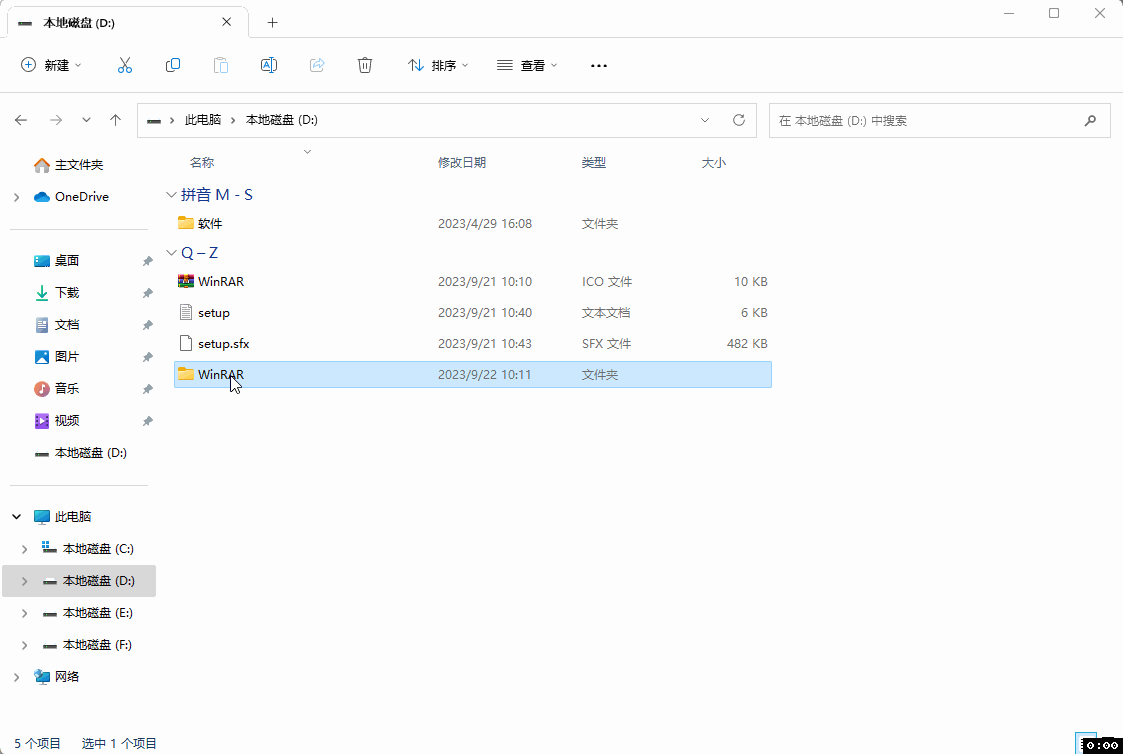 本地磁盘 (D:)
新建 排序 查看
此电脑 本地磁盘 (D:) 在 本地磁盘 (D:) 中搜索
主文件夹
OneDrive
桌面
下载
文档
图片
音乐
视频
本地磁盘 (D:)
此电脑
本地磁盘 (C:)
本地磁盘 (D:)
本地磁盘 (E:)
本地磁盘 (F:)
网络
名称 修改日期 类型 大小
拼音 M - S
软件 2023/4/29 16:08 文件夹
Q – Z
WinRAR 2023/9/21 10:10 ICO 文件 10 KB
setup 2023/9/21 10:40 文本文档 6 KB
setup.sfx 2023/9/21 10:43 SFX 文件 482 KB
WinRAR 2023/9/22 10:11 文件夹
5 个项目 选中 1 个项目
0:00